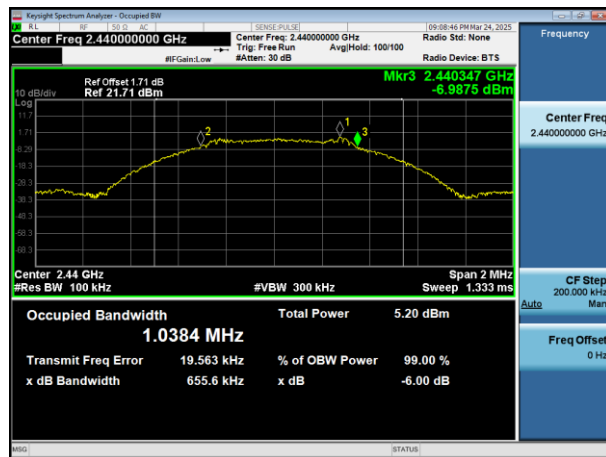 Keysight Spectrum Analyzer - Occupied BW
RL RF 50 Ω AC SENSE:PULSE 09:08:46 PM Mar 24, 2025
Center Freq 2.440000000 GHz Center Freq: 2.440000000 GHz Radio Std: None Frequency
Trig: Free Run Avg|Hold: 100/100
#IFGain:Low #Atten: 30 dB Radio Device: BTS
Ref Offset 1.71 dB Mkr3 2.440347 GHz
10 dB/div Ref 21.71 dBm -6.9875 dBm
Log
11.7
1.71
-8.29
-18.3
-28.3
-38.3
-48.3
-58.3
-68.3
2
1
3
Center Freq
2.440000000 GHz
Center 2.44 GHz Span 2 MHz
#Res BW 100 kHz #VBW 300 kHz Sweep 1.333 ms
CF Step
200.000 kHz
Auto Man
Occupied Bandwidth Total Power 5.20 dBm
1.0384 MHz
Transmit Freq Error 19.563 kHz % of OBW Power 99.00 %
x dB Bandwidth 655.6 kHz x dB -6.00 dB
Freq Offset
0 Hz
MSG STATUS